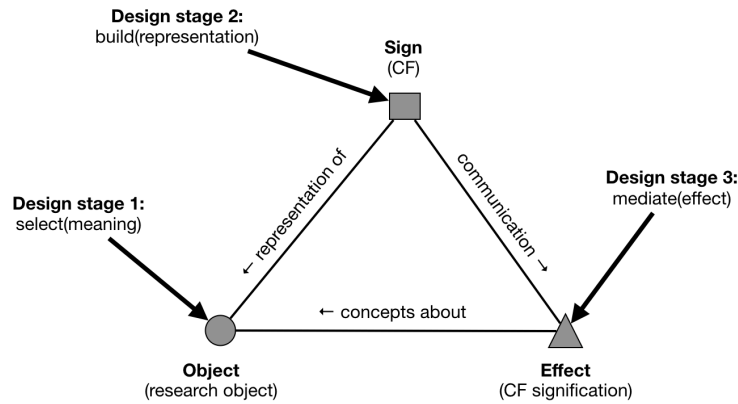 Design stage 2:
build(representation)
Sign
(CF)
← representation of
communication →
Design stage 1:
select(meaning)
Design stage 3:
mediate(effect)
← concepts about
Object
(research object)
Effect
(CF signification)